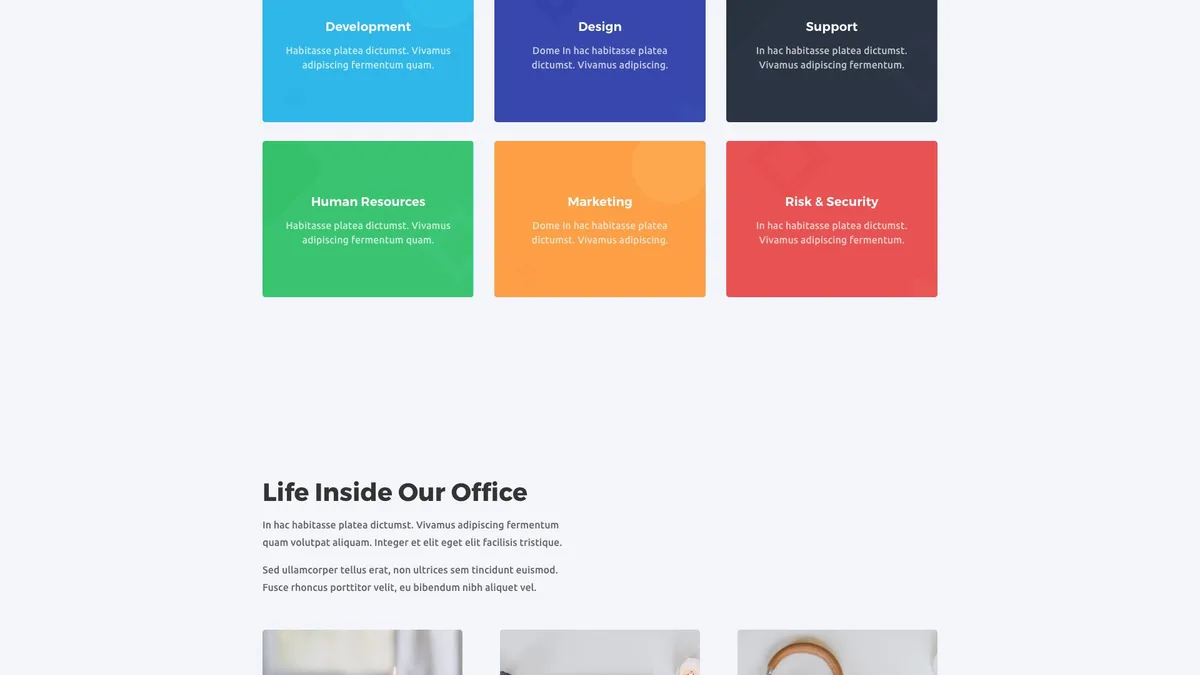 Development
Habitasse platea dictumst. Vivamus
adipiscing fermentum quam.
Design
Dome In hac habitasse platea
dictumst. Vivamus adipiscing.
Support
In hac habitasse platea dictumst.
Vivamus adipiscing fermentum.
Human Resources
Habitasse platea dictumst. Vivamus
adipiscing fermentum quam.
Marketing
Dome In hac habitasse platea
dictumst. Vivamus adipiscing.
Risk & Security
In hac habitasse platea dictumst.
Vivamus adipiscing fermentum.
Life Inside Our Office
In hac habitasse platea dictumst. Vivamus adipiscing fermentum
quam volutpat aliquam. Integer et elit eget elit facilisis tristique.
Sed ullamcorper tellus erat, non ultrices sem tincidunt euismod.
Fusce rhoncus porttitor velit, eu bibendum nibh aliquet vel.